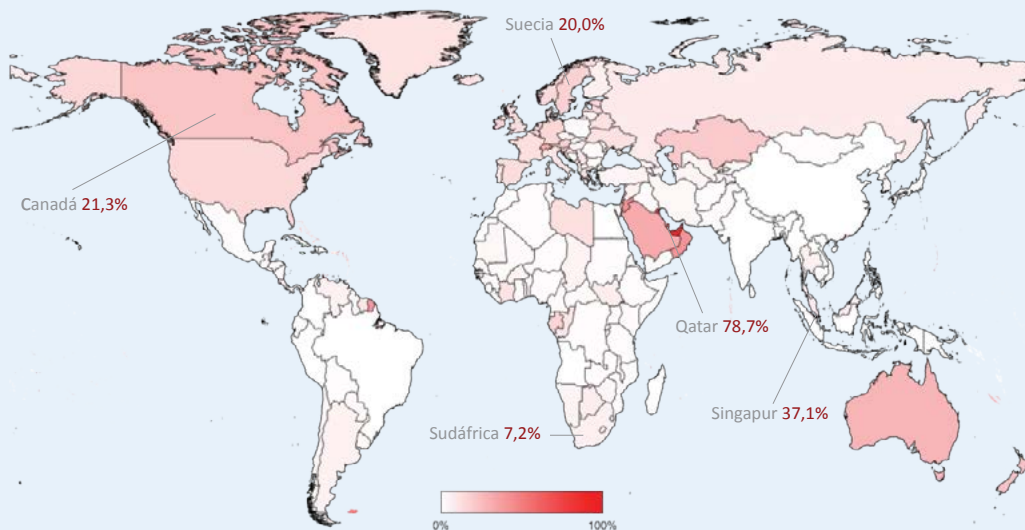 Suecia 20,0%
Canadá 21,3%
Qatar 78,7%
Singapur 37,1%
Sudáfrica 7,2%
0%
100%